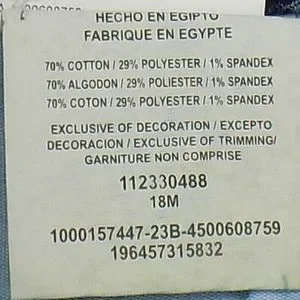 HECHO EN EGIPTO
FABRIQUE EN EGYPTE
70% COTTON / 29% POLYESTER / 1% SPANDEX
70% ALGODON / 29% POLIESTER / 1% SPANDEX
70% COTON / 29% POLYESTER / 1% SPANDEX
EXCLUSIVE OF DECORATION / EXCEPTO
DECORACION / EXCLUSIVE OF TRIMMING/
GARNITURE NON COMPRISE
112330488
18M
1000157447-23B-4500608759
196457315832